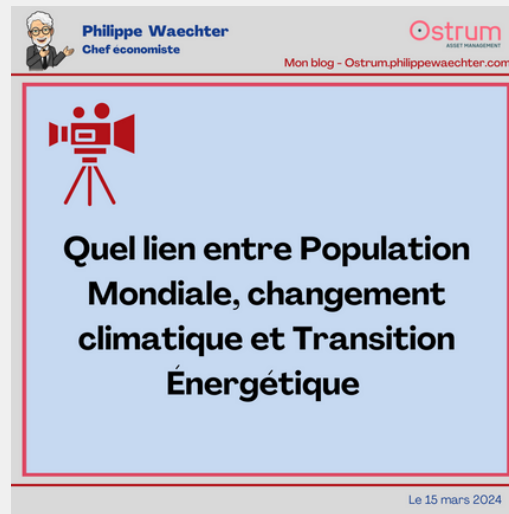 Philippe Waechter
Chef économiste
Ostrum
ASSET MANAGEMENT
Mon blog - Ostrum.philippewaechter.com
Quel lien entre Population
Mondiale, changement
climatique et Transition
Énergétique
Le 15 mars 2024